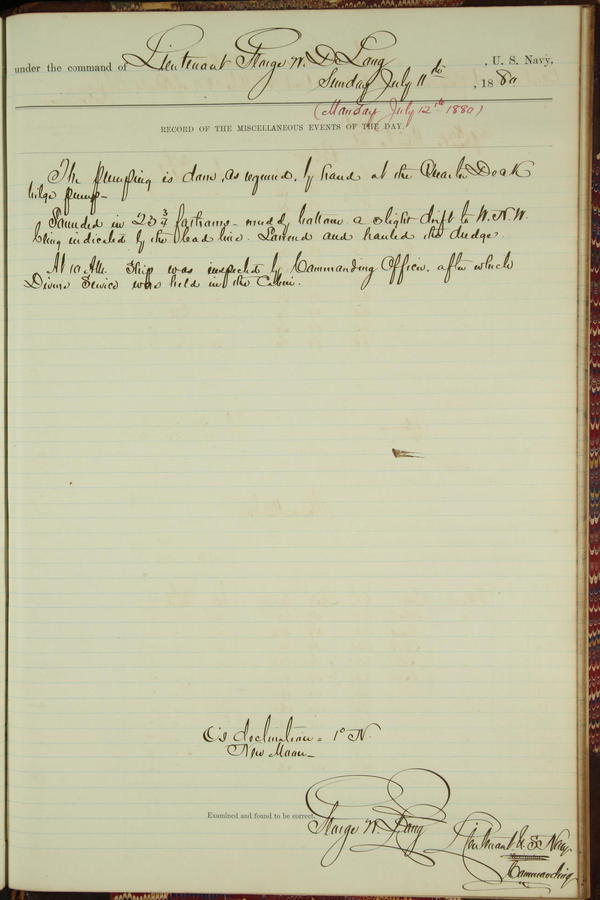 under the command of Lieutenant George W. De Long, U. S. Navy,
Sunday July 11th, 1880
(Monday July 12th 1880)
RECORD OF THE MISCELLANEOUS EVENTS OF THE DAY.
The pumping is done, as required, by hand at the Quarter Deck
bilge pump—
Sounded in 23 3/4 fathoms - muddy bottom a slight drift to W.N.W.
being indicated by the lead line. Lowered and hauled the dredge.
At 10 AM. Ship was inspected by Commanding Officer, after which
Divine Service was held in the Cabin.
☾'s declination = 1° N.
New Moon—
Examined and found to be correct.
George W. De Long Lieutenant U.S. Navy
Commanding